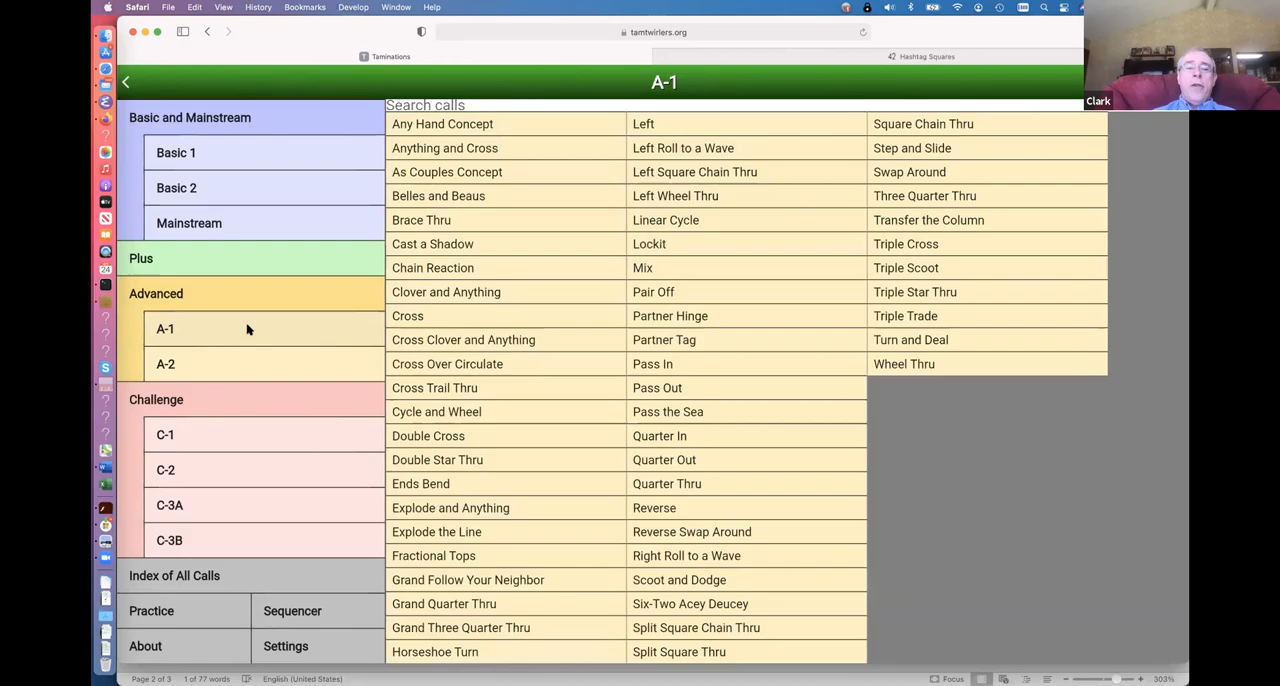 Safari File Edit View History Bookmarks Develop Window Help
tamtwirlers.org
Taminations
42 Hashtag Squares
A-1
Clark
Basic and Mainstream
Basic 1
Basic 2
Mainstream
Plus
Advanced
A-1
A-2
Challenge
C-1
C-2
C-3A
C-3B
Index of All Calls
Practice Sequencer
About Settings
Search calls
Any Hand Concept
Anything and Cross
As Couples Concept
Belles and Beaus
Brace Thru
Cast a Shadow
Chain Reaction
Clover and Anything
Cross
Cross Clover and Anything
Cross Over Circulate
Cross Trail Thru
Cycle and Wheel
Double Cross
Double Star Thru
Ends Bend
Explode and Anything
Explode the Line
Fractional Tops
Grand Follow Your Neighbor
Grand Quarter Thru
Grand Three Quarter Thru
Horseshoe Turn
Left
Left Roll to a Wave
Left Square Chain Thru
Left Wheel Thru
Linear Cycle
Lockit
Mix
Pair Off
Partner Hinge
Partner Tag
Pass In
Pass Out
Pass the Sea
Quarter In
Quarter Out
Quarter Thru
Reverse
Reverse Swap Around
Right Roll to a Wave
Scoot and Dodge
Six-Two Acey Deucey
Split Square Chain Thru
Split Square Thru
Square Chain Thru
Step and Slide
Swap Around
Three Quarter Thru
Transfer the Column
Triple Cross
Triple Scoot
Triple Star Thru
Triple Trade
Turn and Deal
Wheel Thru
Page 2 of 3 1 of 77 words English (United States) Focus 303%